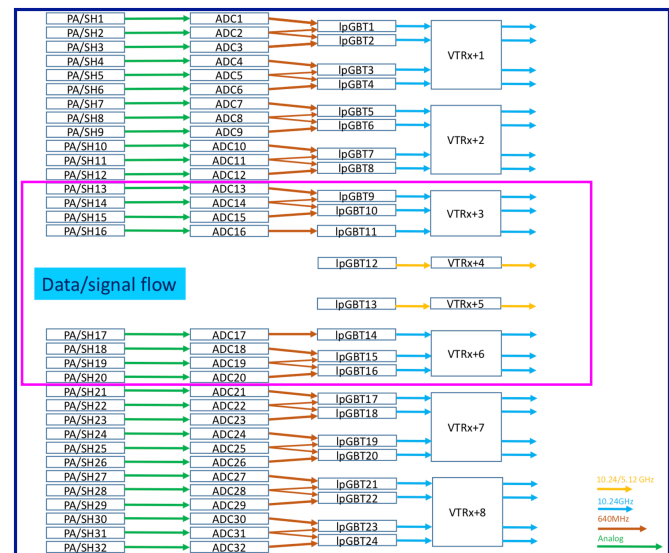 PA/SH1 ADC1 lpGBT1 VTRx+1
PA/SH2 ADC2 lpGBT2
PA/SH3 ADC3
PA/SH4 ADC4 lpGBT3
PA/SH5 ADC5 lpGBT4
PA/SH6 ADC6
PA/SH7 ADC7 lpGBT5 VTRx+2
PA/SH8 ADC8 lpGBT6
PA/SH9 ADC9
PA/SH10 ADC10 lpGBT7
PA/SH11 ADC11 lpGBT8
PA/SH12 ADC12
PA/SH13 ADC13 lpGBT9 VTRx+3
PA/SH14 ADC14 lpGBT10
PA/SH15 ADC15
PA/SH16 ADC16 lpGBT11
lpGBT12 VTRx+4
Data/signal flow
lpGBT13 VTRx+5
PA/SH17 ADC17 lpGBT14 VTRx+6
PA/SH18 ADC18 lpGBT15
PA/SH19 ADC19 lpGBT16
PA/SH20 ADC20
PA/SH21 ADC21 lpGBT17 VTRx+7
PA/SH22 ADC22 lpGBT18
PA/SH23 ADC23
PA/SH24 ADC24 lpGBT19
PA/SH25 ADC25 lpGBT20
PA/SH26 ADC26
PA/SH27 ADC27 lpGBT21 VTRx+8
PA/SH28 ADC28 lpGBT22
PA/SH29 ADC29
PA/SH30 ADC30 lpGBT23
PA/SH31 ADC31 lpGBT24
PA/SH32 ADC32
10.24/5.12 GHz
10.24GHz
640MHz
Analog